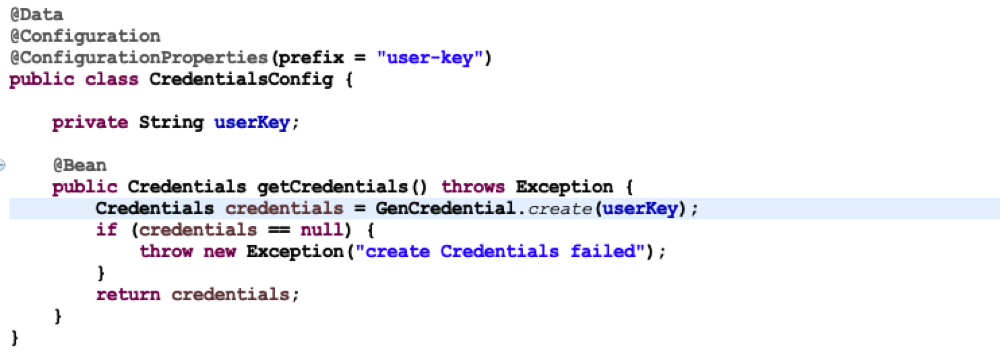 @Data
@Configuration
@ConfigurationProperties(prefix = "user-key")
public class CredentialsConfig {
    private String userKey;
    @Bean
    public Credentials getCredentials() throws Exception {
        Credentials credentials = GenCredential.create(userKey);
        if (credentials == null) {
            throw new Exception("create Credentials failed");
        }
        return credentials;
    }
}